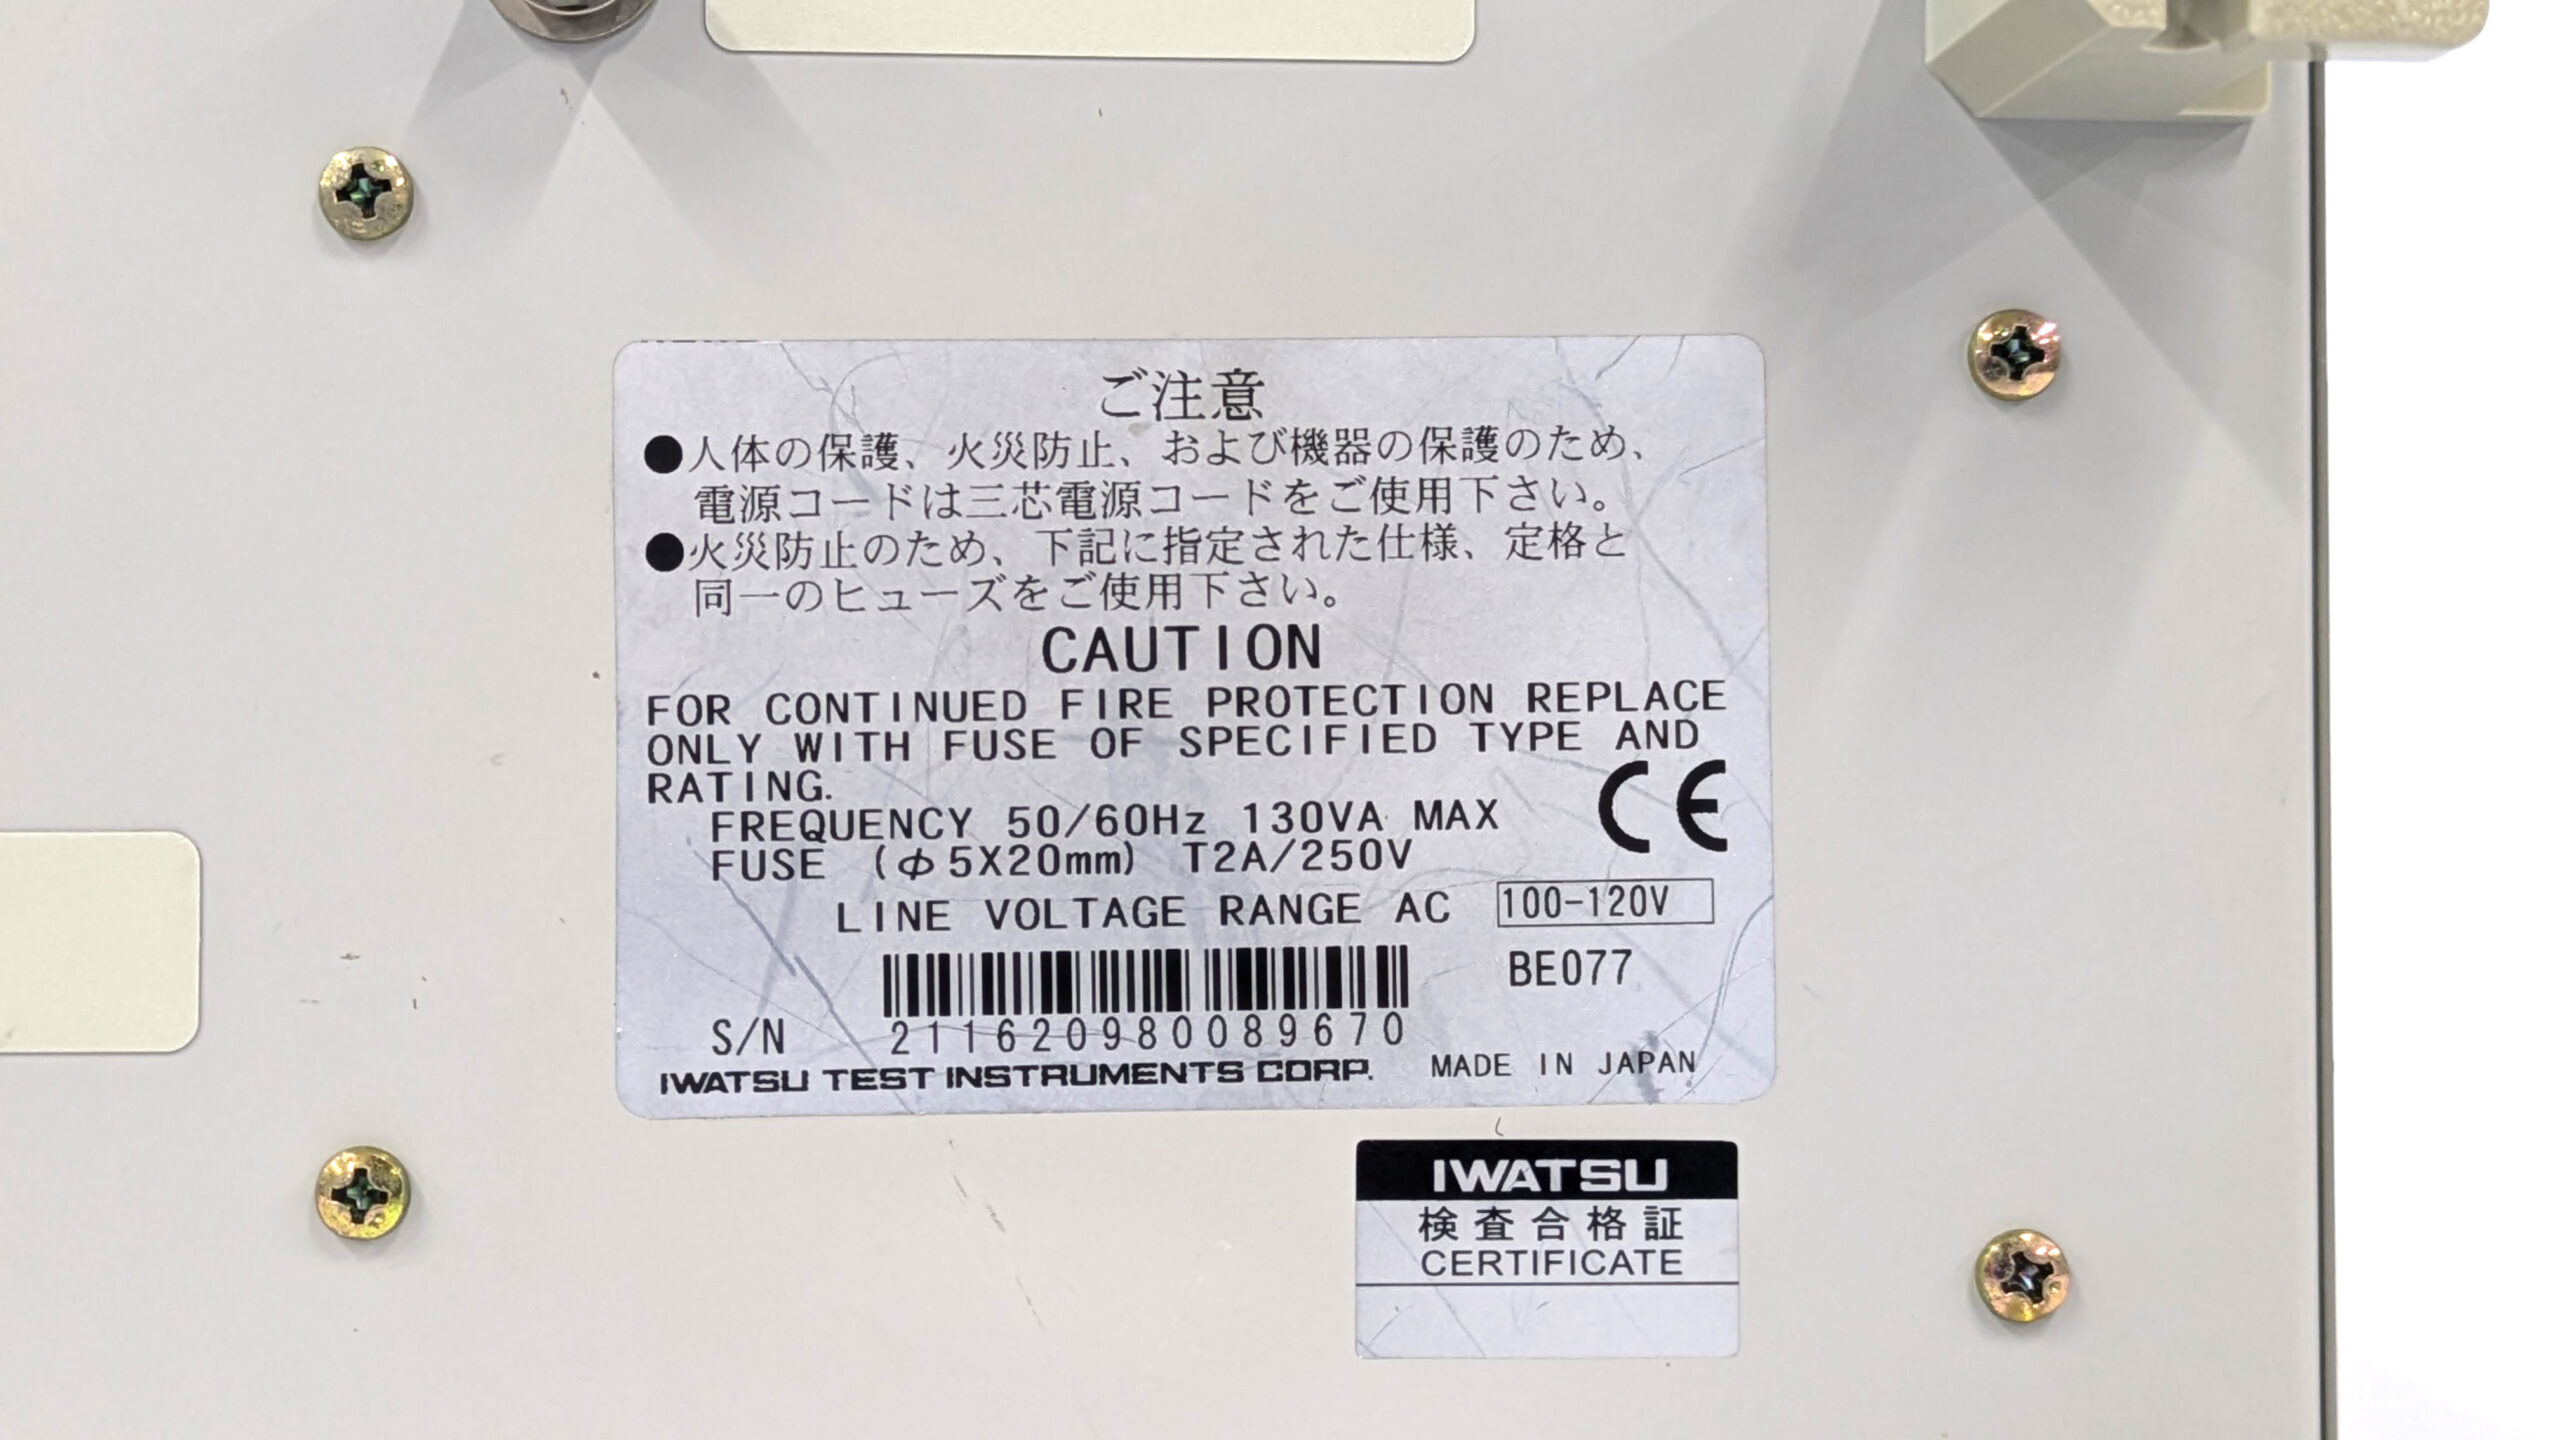 ご注意
●人体の保護、火災防止、および機器の保護のため、
電源コードは三芯電源コードをご使用下さい。
●火災防止のため、下記に指定された仕様、定格と
同一のヒューズをご使用下さい。
CAUTION
FOR CONTINUED FIRE PROTECTION REPLACE
ONLY WITH FUSE OF SPECIFIED TYPE AND
RATING.
CE
FREQUENCY 50/60Hz 130VA MAX
FUSE (φ5X20mm) T2A/250V
LINE VOLTAGE RANGE AC 100-120V
BE077
S/N 211620980089670
IWATSU TEST INSTRUMENTS CORP. MADE IN JAPAN
IWATSU
検査合格証
CERTIFICATE